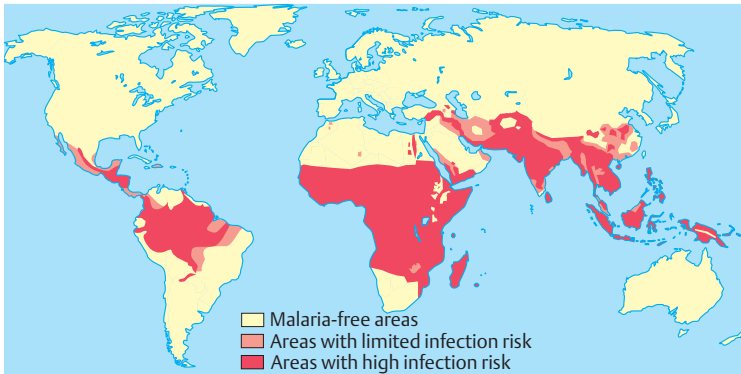 Malaria-free areas
Areas with limited infection risk
Areas with high infection risk